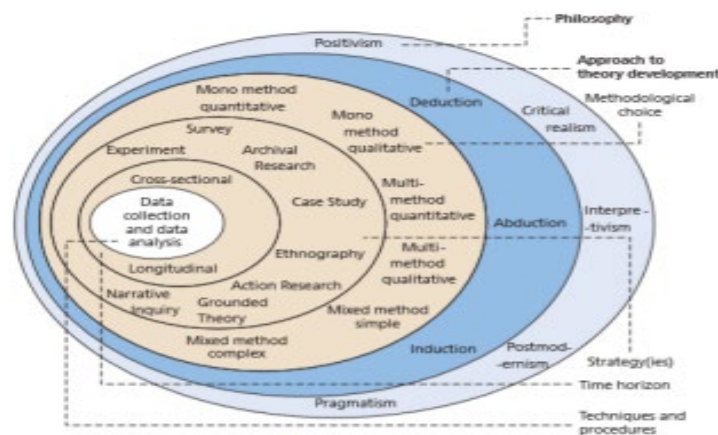 Philosophy
Positivism
Approach to
theory development
Mono method
quantitative
Deduction
Methodological
choice
Critical
realism
Mono
method
qualitative
Survey
Experiment
Archival
Research
Cross-sectional
Data
collection
and data
analysis
Case Study
Multi-
method
quantitative
Abduction
Interpre-
-tivism
Ethnography
Multi-
method
qualitative
Longitudinal
Action Research
Narrative
Inquiry
Grounded
Theory
Mixed method
simple
Mixed method
complex
Induction
Postmod-
-ernism
Strategy(ies)
Time horizon
Pragmatism
Techniques and
procedures